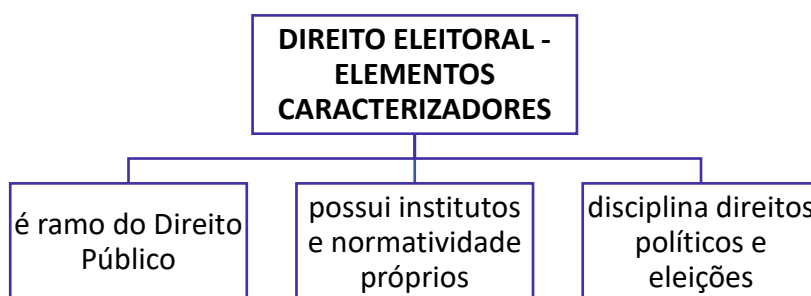 DIREITO ELEITORAL -
ELEMENTOS
CARACTERIZADORES
é ramo do Direito
Público
possui institutos
e normatividade
próprios
disciplina direitos
políticos e
eleições